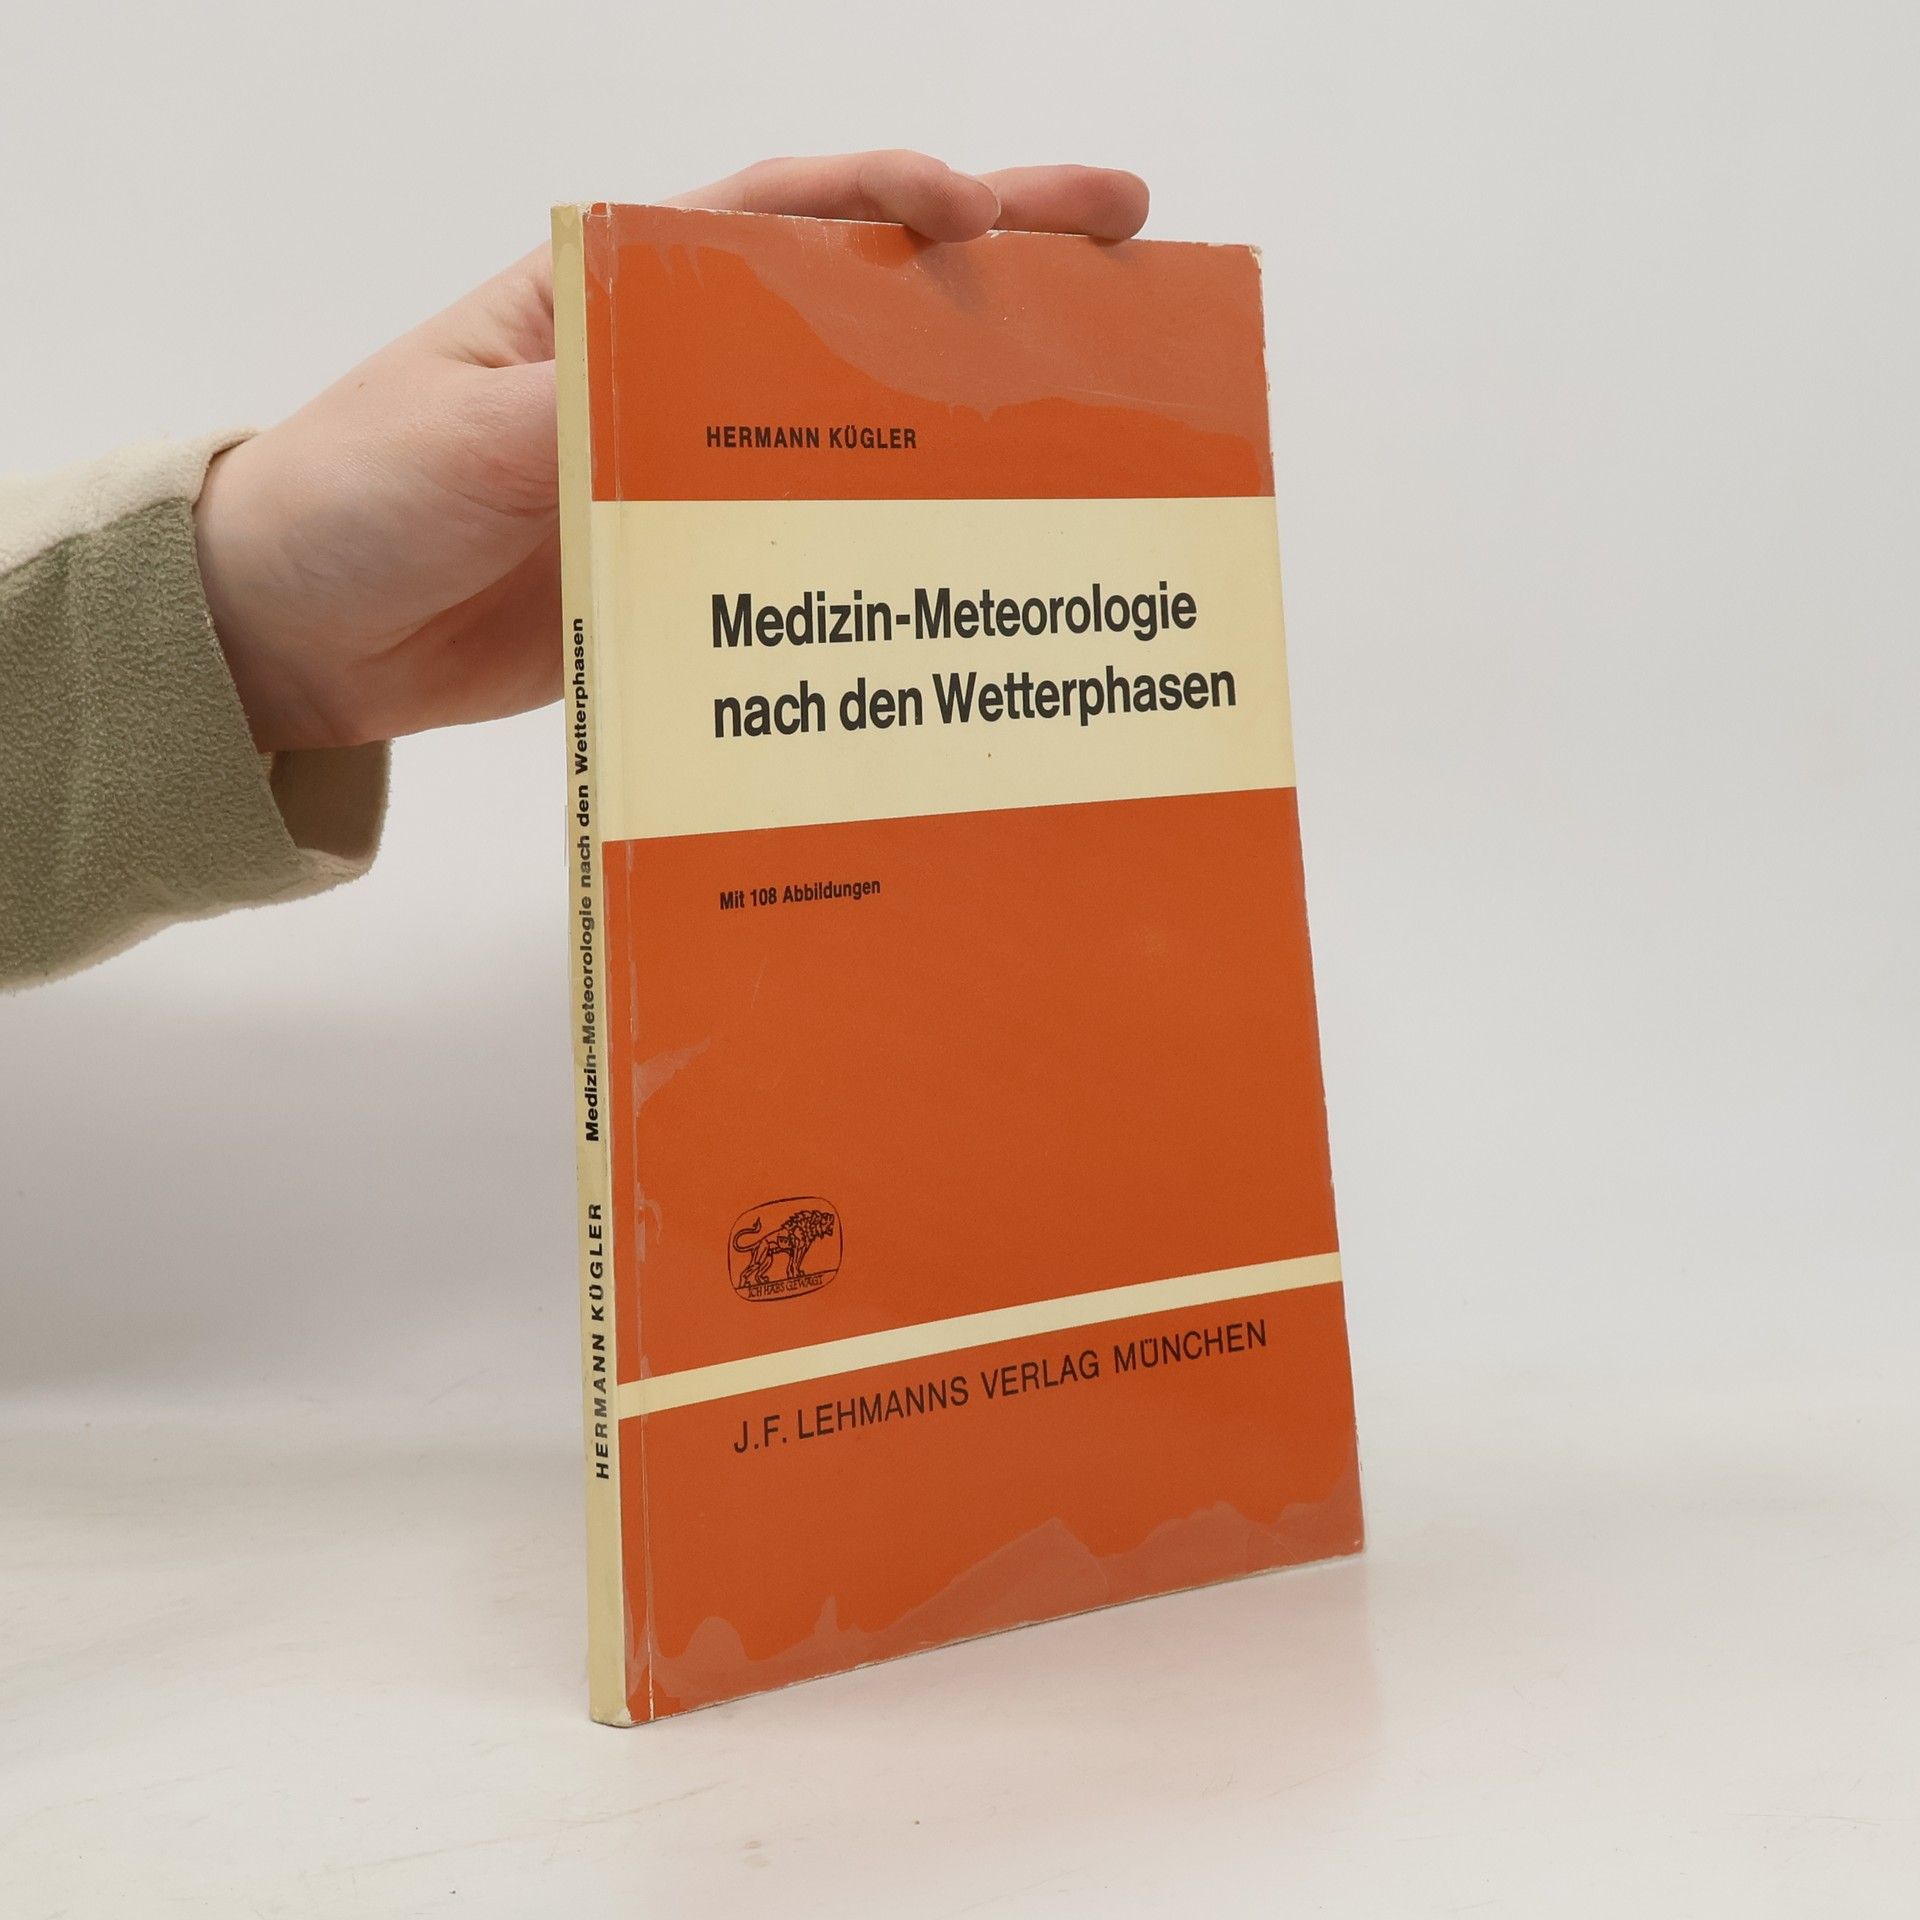 HERMANN KÜGLER
Medizin-Meteorologie
nach den Wetterphasen
Mit 108 Abbildungen
ICH HABS GEWAGT
J. F. LEHMANNS VERLAG MÜNCHEN
HERMANN KÜGLER Medizin-Meteorologie nach den Wetterphasen